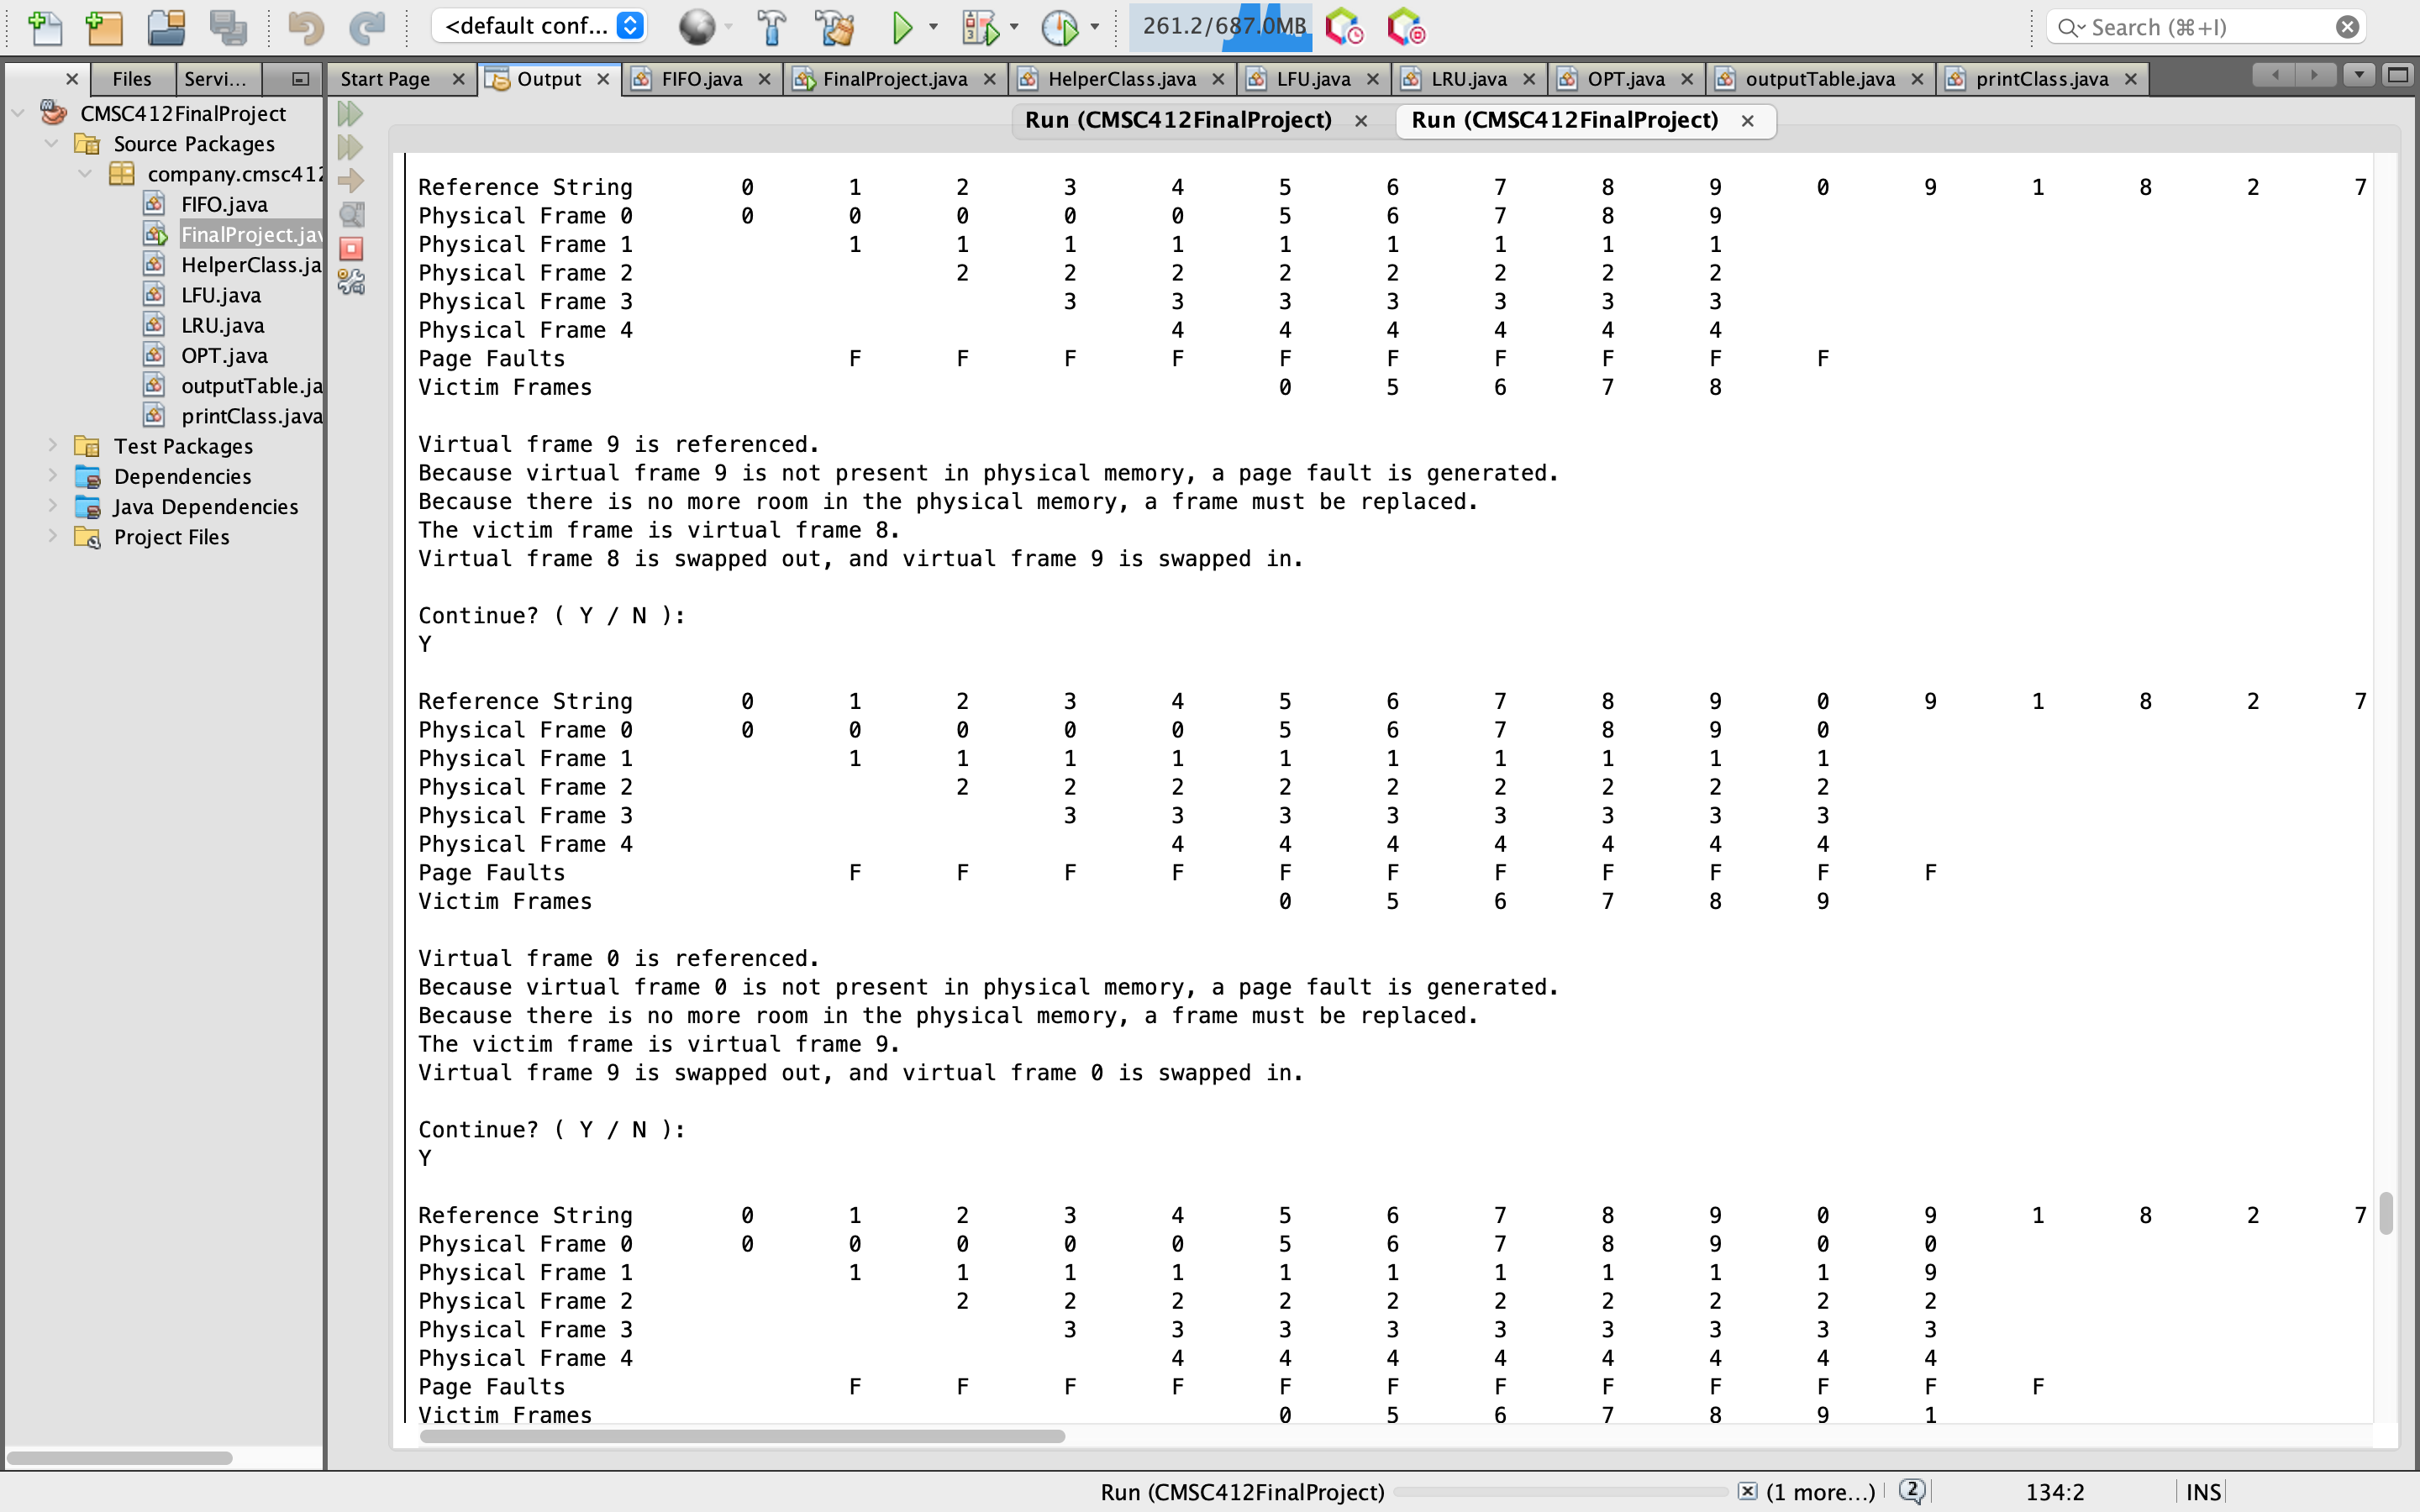 <default conf...
261.2/687.0MB
Search (⌘+I)
Files Servi...
Start Page Output FIFO.java FinalProject.java HelperClass.java LFU.java LRU.java OPT.java outputTable.java printClass.java
Run (CMSC412FinalProject) Run (CMSC412FinalProject)
CMSC412FinalProject
Source Packages
company.cmsc412
FIFO.java
FinalProject.jav
HelperClass.ja
LFU.java
LRU.java
OPT.java
outputTable.ja
printClass.java
Test Packages
Dependencies
Java Dependencies
Project Files
Reference String 0 1 2 3 4 5 6 7 8 9 0 9 1 8 2 7
Physical Frame 0 0 0 0 0 0 5 6 7 8 9
Physical Frame 1 1 1 1 1 1 1 1 1 1
Physical Frame 2 2 2 2 2 2 2 2 2
Physical Frame 3 3 3 3 3 3 3 3
Physical Frame 4 4 4 4 4 4 4
Page Faults F F F F F F F F F F
Victim Frames 0 5 6 7 8
Virtual frame 9 is referenced.
Because virtual frame 9 is not present in physical memory, a page fault is generated.
Because there is no more room in the physical memory, a frame must be replaced.
The victim frame is virtual frame 8.
Virtual frame 8 is swapped out, and virtual frame 9 is swapped in.
Continue? ( Y / N ):
Y
Reference String 0 1 2 3 4 5 6 7 8 9 0 9 1 8 2 7
Physical Frame 0 0 0 0 0 0 5 6 7 8 9 0
Physical Frame 1 1 1 1 1 1 1 1 1 1 1
Physical Frame 2 2 2 2 2 2 2 2 2 2
Physical Frame 3 3 3 3 3 3 3 3 3
Physical Frame 4 4 4 4 4 4 4 4
Page Faults F F F F F F F F F F F
Victim Frames 0 5 6 7 8 9
Virtual frame 0 is referenced.
Because virtual frame 0 is not present in physical memory, a page fault is generated.
Because there is no more room in the physical memory, a frame must be replaced.
The victim frame is virtual frame 9.
Virtual frame 9 is swapped out, and virtual frame 0 is swapped in.
Continue? ( Y / N ):
Y
Reference String 0 1 2 3 4 5 6 7 8 9 0 9 1 8 2 7
Physical Frame 0 0 0 0 0 0 5 6 7 8 9 0 0
Physical Frame 1 1 1 1 1 1 1 1 1 1 1 9
Physical Frame 2 2 2 2 2 2 2 2 2 2 2
Physical Frame 3 3 3 3 3 3 3 3 3 3
Physical Frame 4 4 4 4 4 4 4 4 4
Page Faults F F F F F F F F F F F F
Victim Frames 0 5 6 7 8 9 1
Run (CMSC412FinalProject) (1 more...) 2 134:2 INS